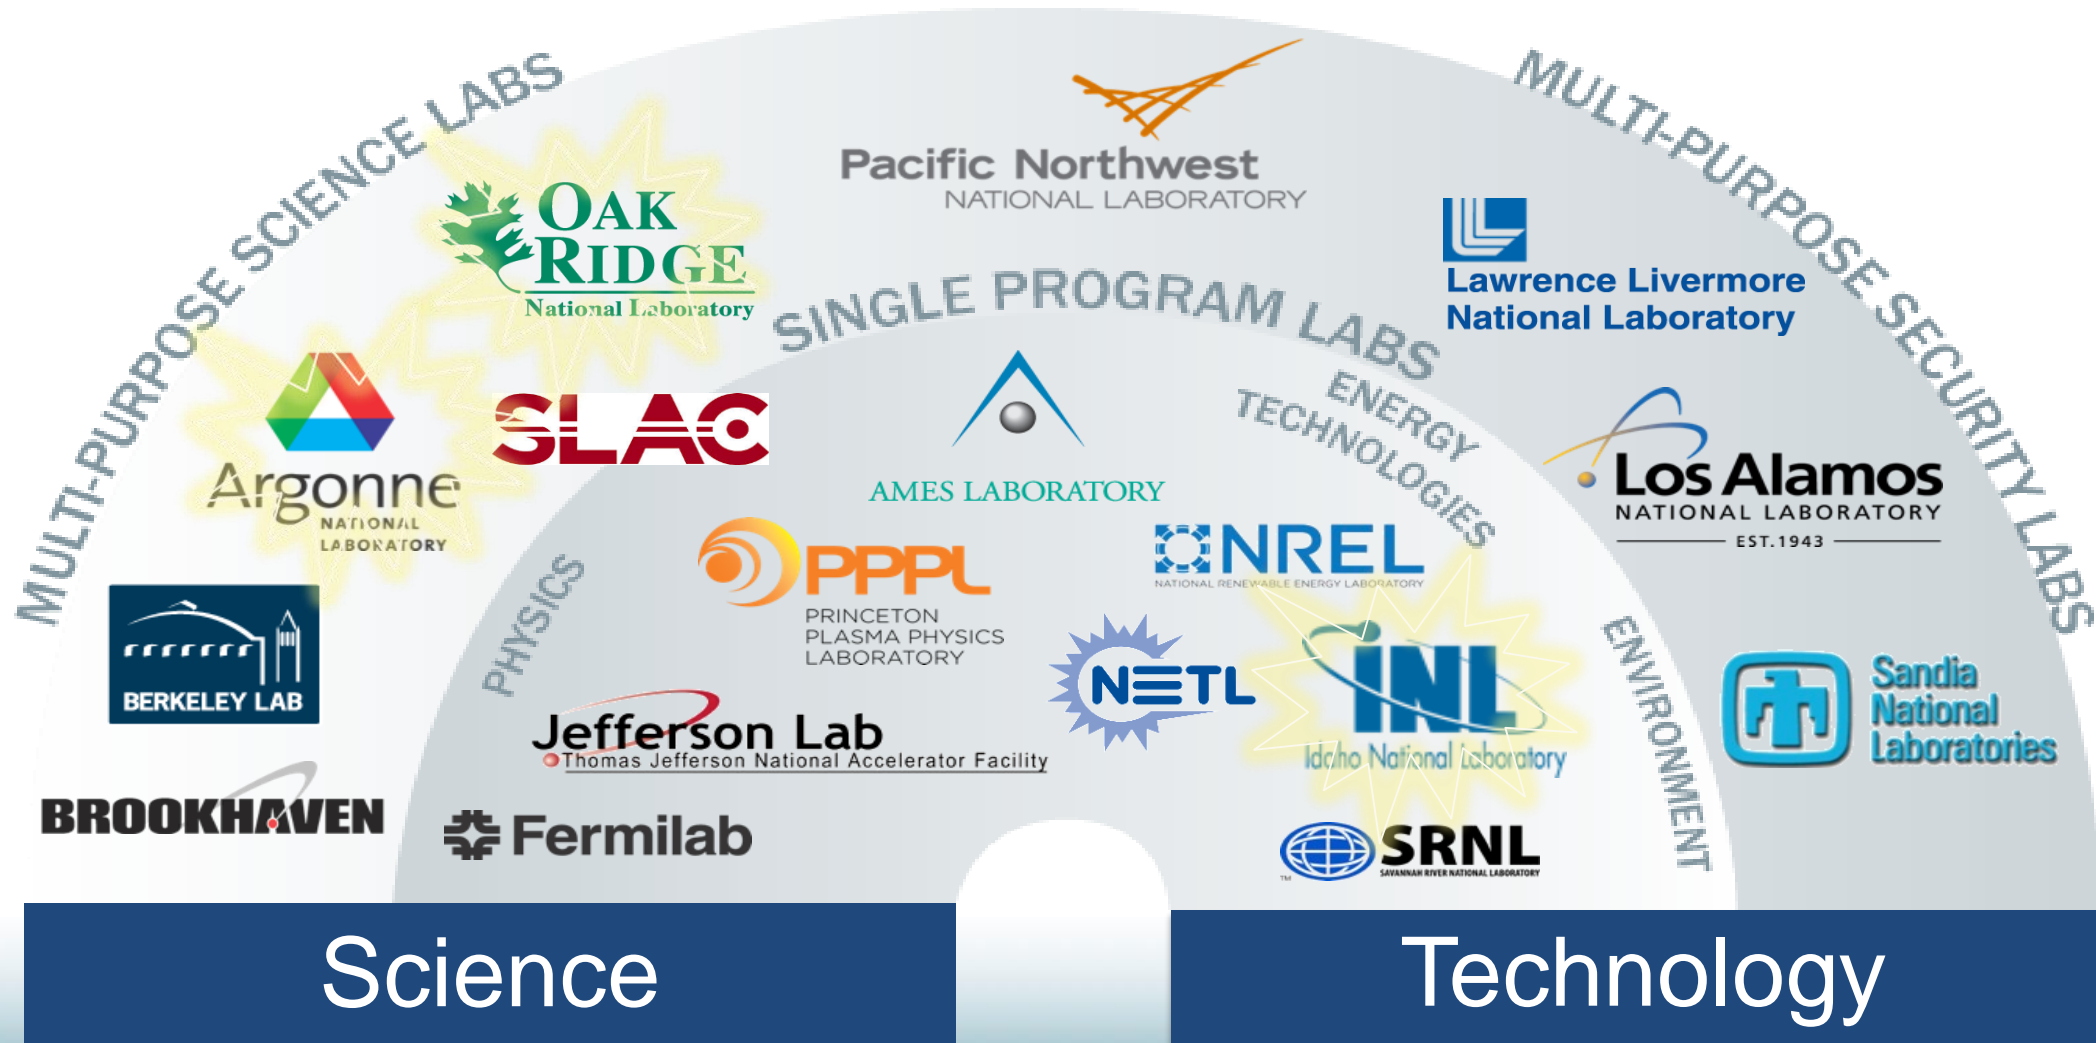 MULTI-PURPOSE SCIENCE LABS
MULTI-PURPOSE SECURITY LABS
Pacific Northwest
NATIONAL LABORATORY
OAK
RIDGE
National Laboratory
Lawrence Livermore
National Laboratory
SINGLE PROGRAM LABS
Argonne
NATIONAL
LABORATORY
SLAC
AMES LABORATORY
ENERGY
TECHNOLOGIES
Los Alamos
NATIONAL LABORATORY
EST.1943
PHYSICS
PPPL
PRINCETON
PLASMA PHYSICS
LABORATORY
NREL
NATIONAL RENEWABLE ENERGY LABORATORY
BERKELEY LAB
NETL
INL
Idaho National Laboratory
ENVIRONMENT
Sandia
National
Laboratories
Jefferson Lab
Thomas Jefferson National Accelerator Facility
BROOKHAVEN
Fermilab
SRNL
SAVANNAH RIVER NATIONAL LABORATORY
TM
Science
Technology